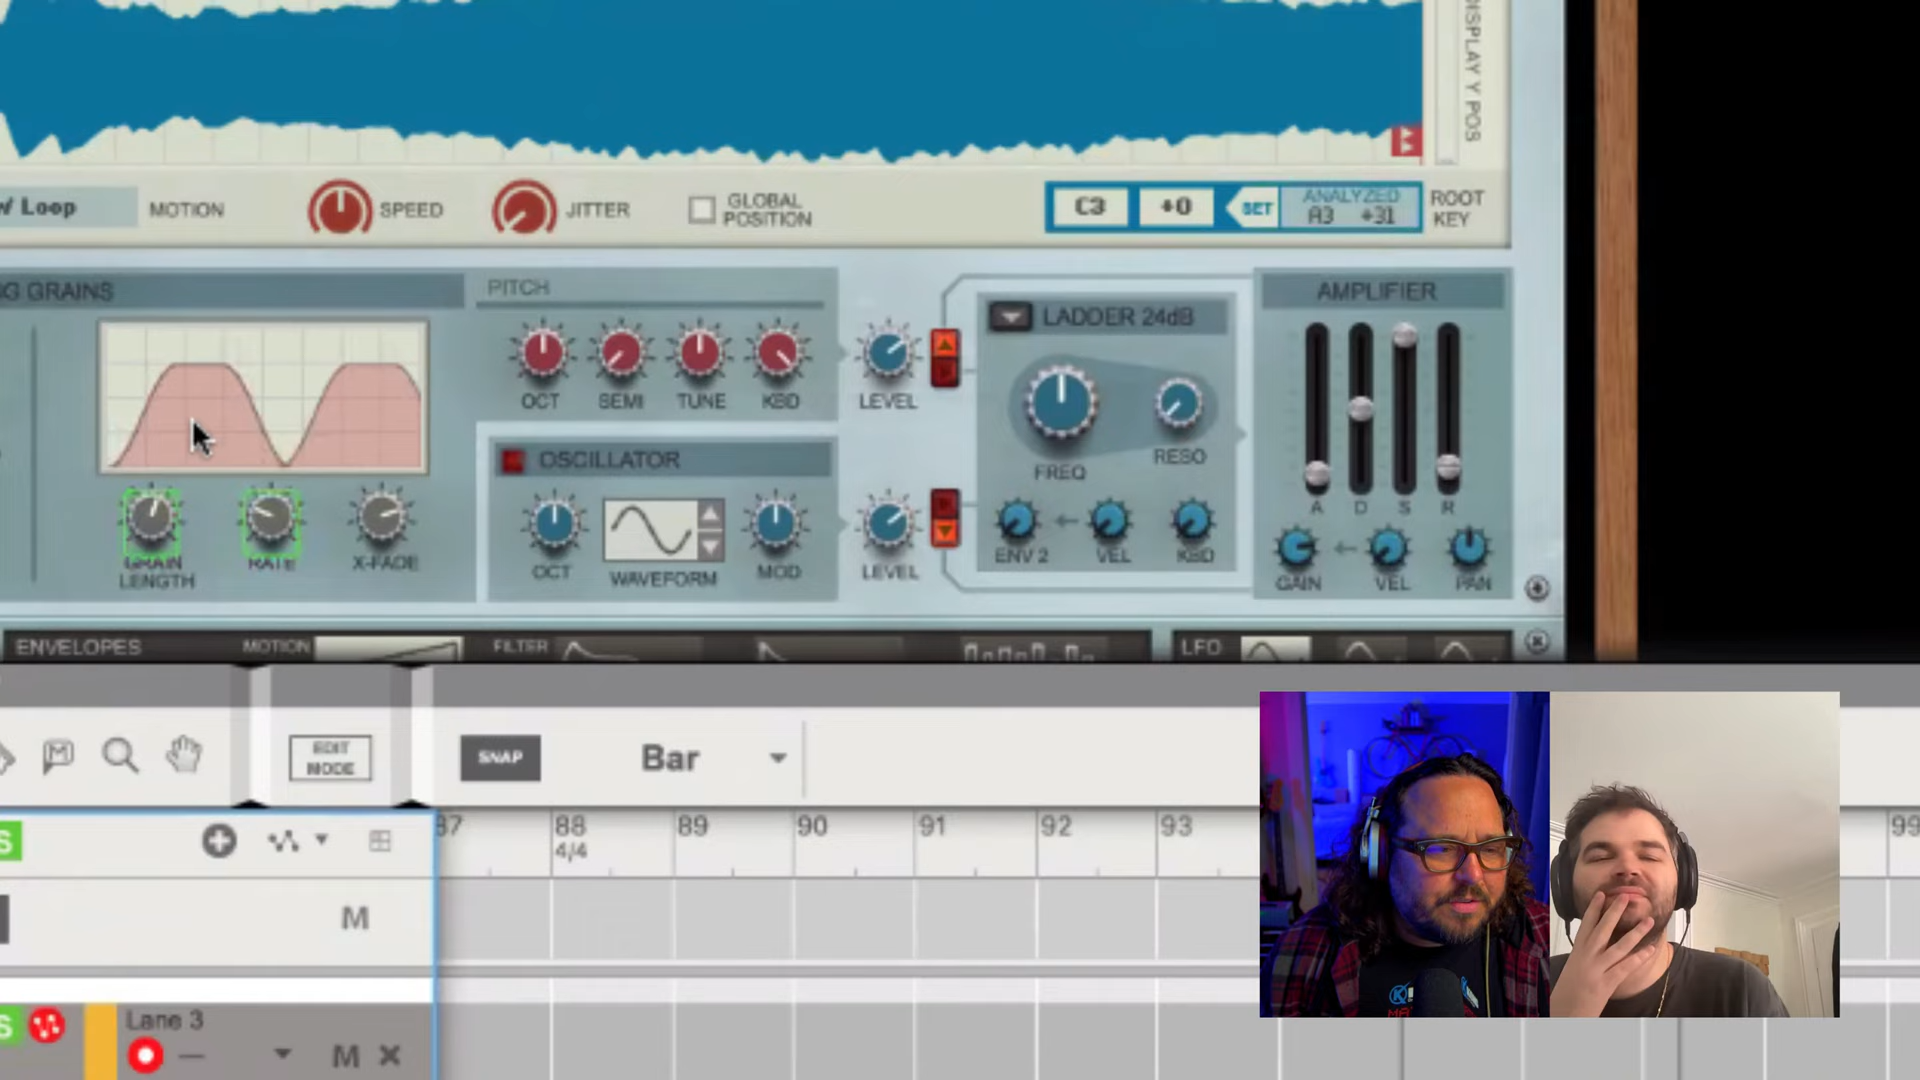 DISPLAY Y POS
Loop
MOTION
SPEED
JITTER
GLOBAL
POSITION
C3
+0
SET
ANALYZED
A3 +31
ROOT
KEY
GRAINS
PITCH
OCT
SEMI
TUNE
KBD
LEVEL
LADDER 24dB
FREQ
RESO
ENV 2
VEL
KBD
AMPLIFIER
A
D
S
R
GAIN
VEL
PAN
GRAIN
LENGTH
RATE
X-FADE
OSCILLATOR
OCT
WAVEFORM
MOD
LEVEL
ENVELOPES
MOTION
FILTER
LFO
M
EDIT
MODE
SNAP
Bar
87
88
4/4
89
90
91
92
93
99
S
M
S
Lane 3
M